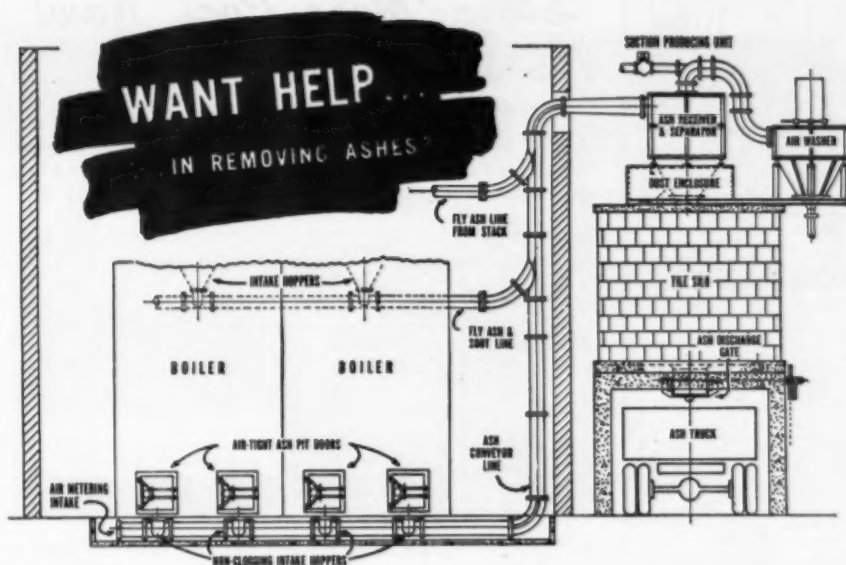 WANT HELP...
...IN REMOVING ASHES?
SUCTION PRODUCING UNIT
ASH RECEIVER
& SEPARATOR
AIR WASHER
DUST ENCLOSURE
FLY ASH LINE
FROM STACK
INTAKE HOPPERS
TILE SILO
FLY ASH &
SOOT LINE
ASH DISCHARGE
GATE
BOILER
BOILER
AIR-TIGHT ASH PIT DOORS
ASH
CONVEYOR
LINE
ASH TRUCK
AIR METERING
INTAKE
NON-CLOGGING INTAKE HOPPERS